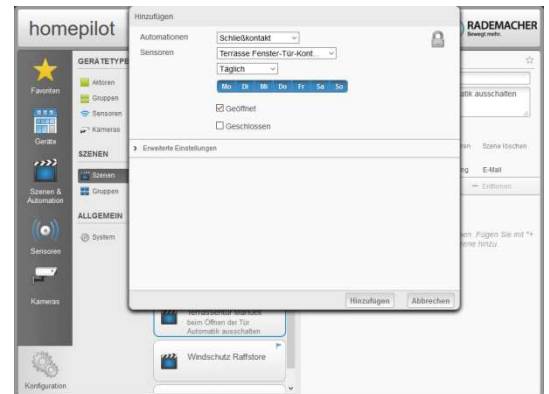 homepilot
Hinzufügen
RADEMACHER
Bewegt mehr.
Automationen
Schließkontakt
Sensoren
Terrasse Fenster-Tür-Kont...
Täglich
Mo Di Mi Do Fr Sa So
Geöffnet
Geschlossen
Erweiterte Einstellungen
Hinzufügen
Abbrechen
Favoriten
Geräte
Szenen &
Automation
Sensoren
Kameras
Konfiguration
GERÄTETYPE
Aktoren
Gruppen
Sensoren
Kameras
SZENEN
Szenen
Gruppen
ALLGEMEIN
System
beim Öffnen der Tür
Automatik ausschalten
Windschutz Raffstore
atik ausschalten
Szene löschen
E-Mail
Entfernen
en. Fügen Sie mit "+
ene hinzu.